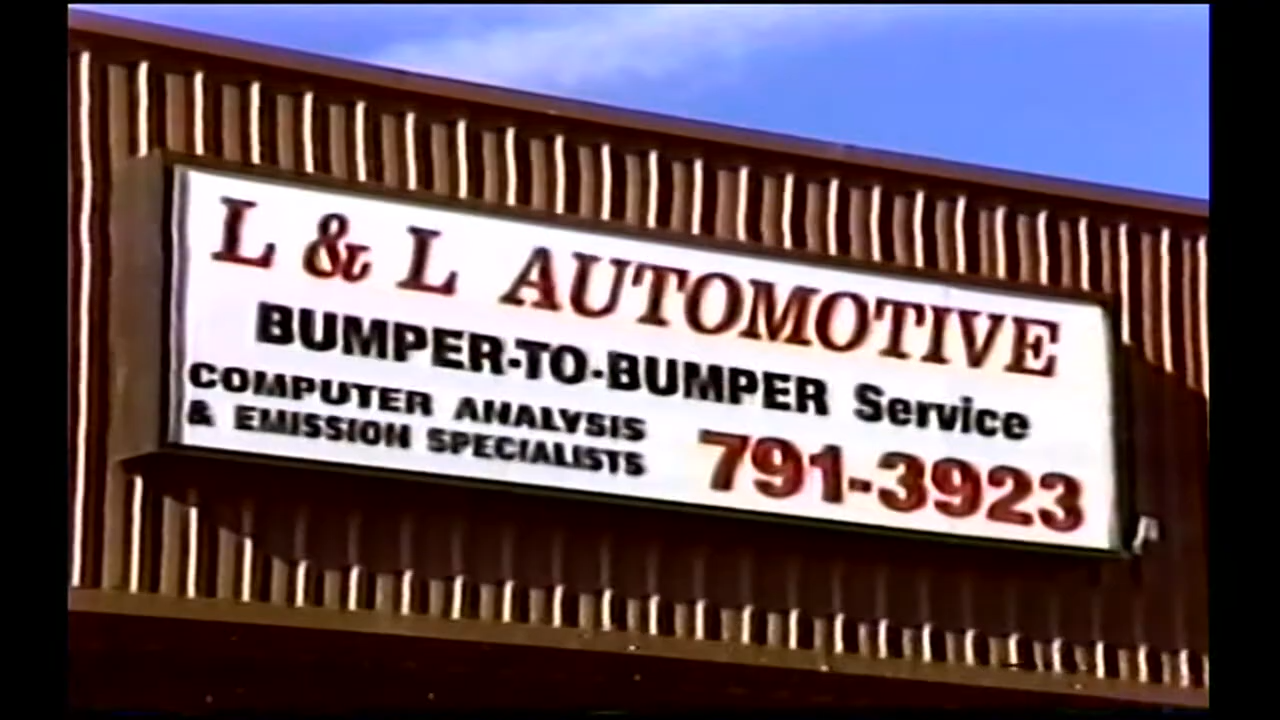 L & L AUTOMOTIVE
BUMPER-TO-BUMPER Service
COMPUTER ANALYSIS
& EMISSION SPECIALISTS
791-3923